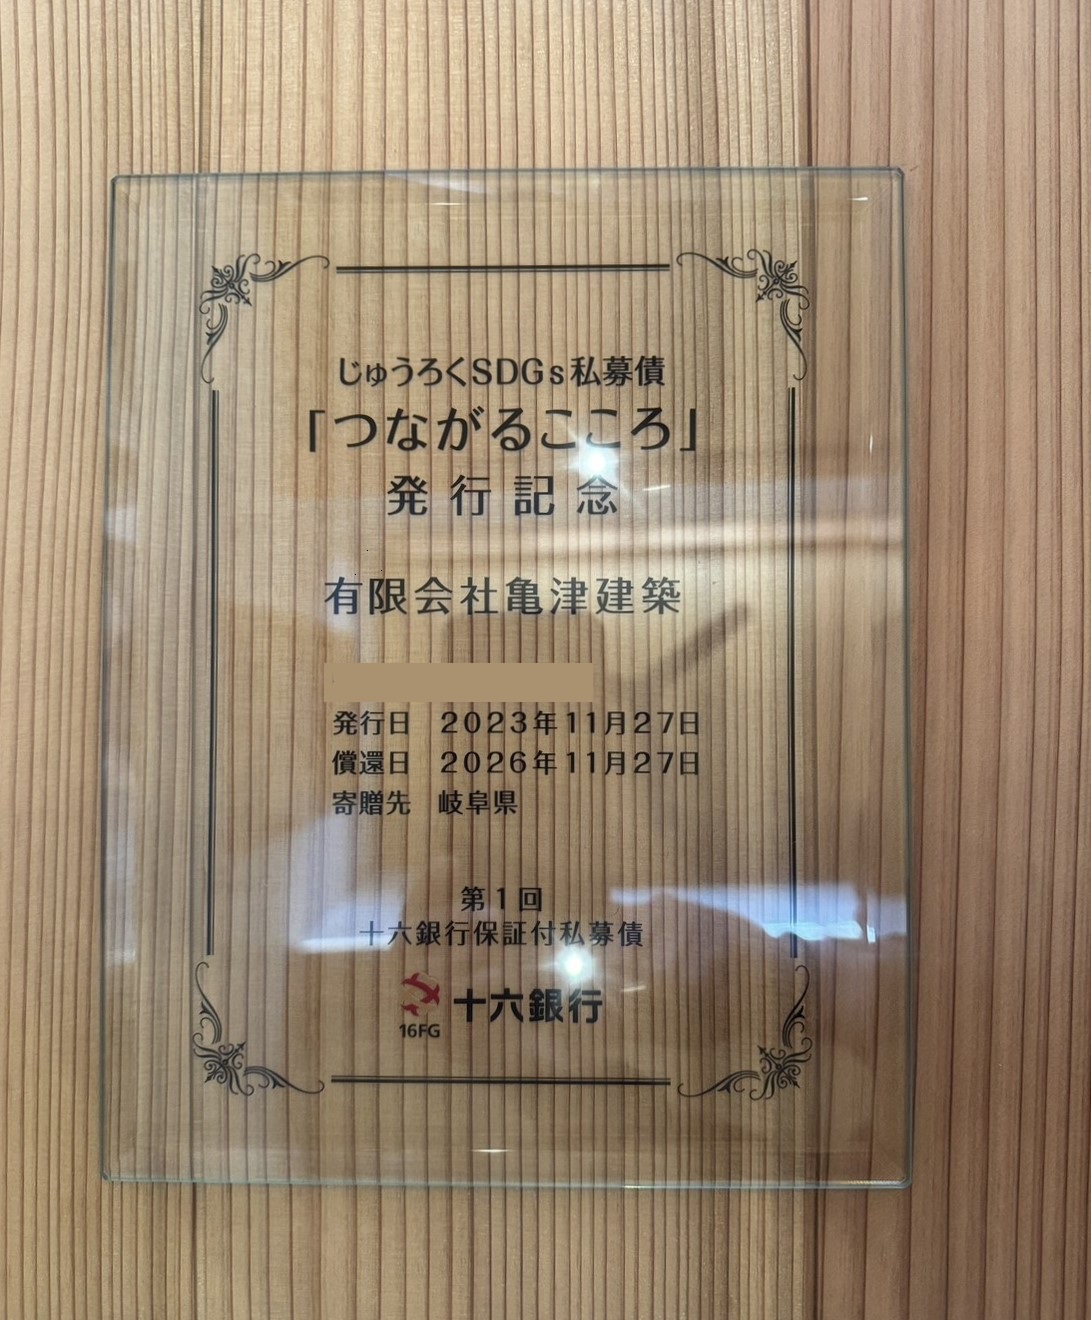 じゅうろくSDGs私募債
「つながるこころ」
発行記念
有限会社亀津建築
発行日　2023年11月27日
償還日　2026年11月27日
寄贈先　岐阜県
第1回
十六銀行保証付私募債
16FG 十六銀行